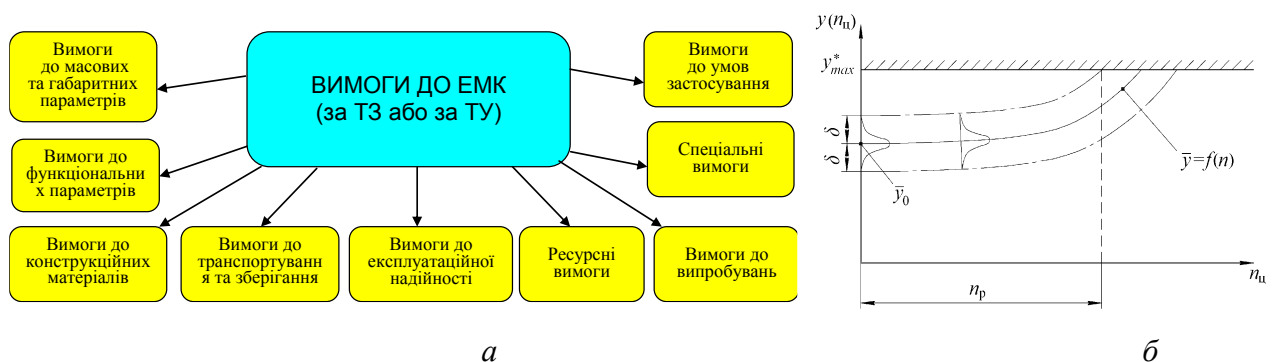 Вимоги
до масових
та габаритних
параметрів
ВИМОГИ ДО ЕМК
(за ТЗ або за ТУ)
Вимоги
до умов
застосування
Вимоги до
функціональни
х параметрів
Спеціальні
вимоги
Вимоги до
конструкційних
матеріалів
Вимоги до
транспортуванн
я та зберігання
Вимоги до
експлуатаційної
надійності
Ресурсні
вимоги
Вимоги до
випробувань
а
y(nц)
y*max
δ
δ
ȳ0
ȳ=f(n)
nр
nц
б